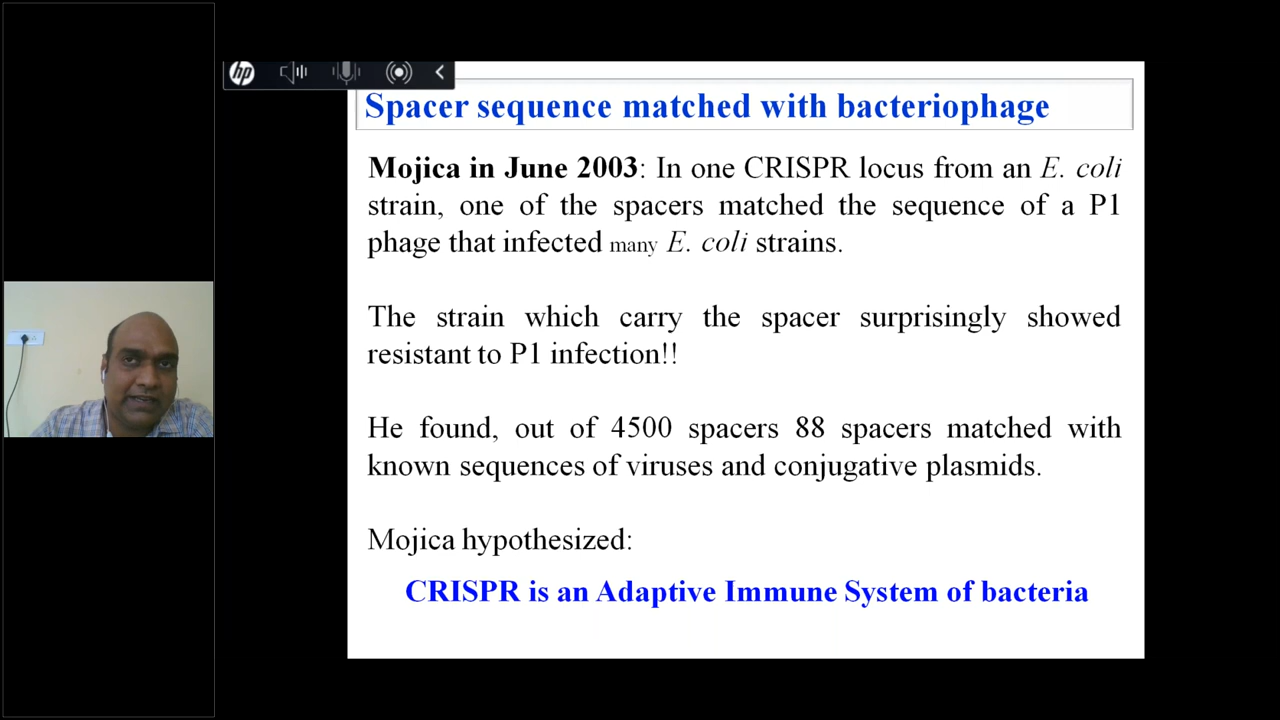 hp
Spacer sequence matched with bacteriophage
Mojica in June 2003: In one CRISPR locus from an E. coli
strain, one of the spacers matched the sequence of a P1
phage that infected many E. coli strains.
The strain which carry the spacer surprisingly showed
resistant to P1 infection!!
He found, out of 4500 spacers 88 spacers matched with
known sequences of viruses and conjugative plasmids.
Mojica hypothesized:
CRISPR is an Adaptive Immune System of bacteria